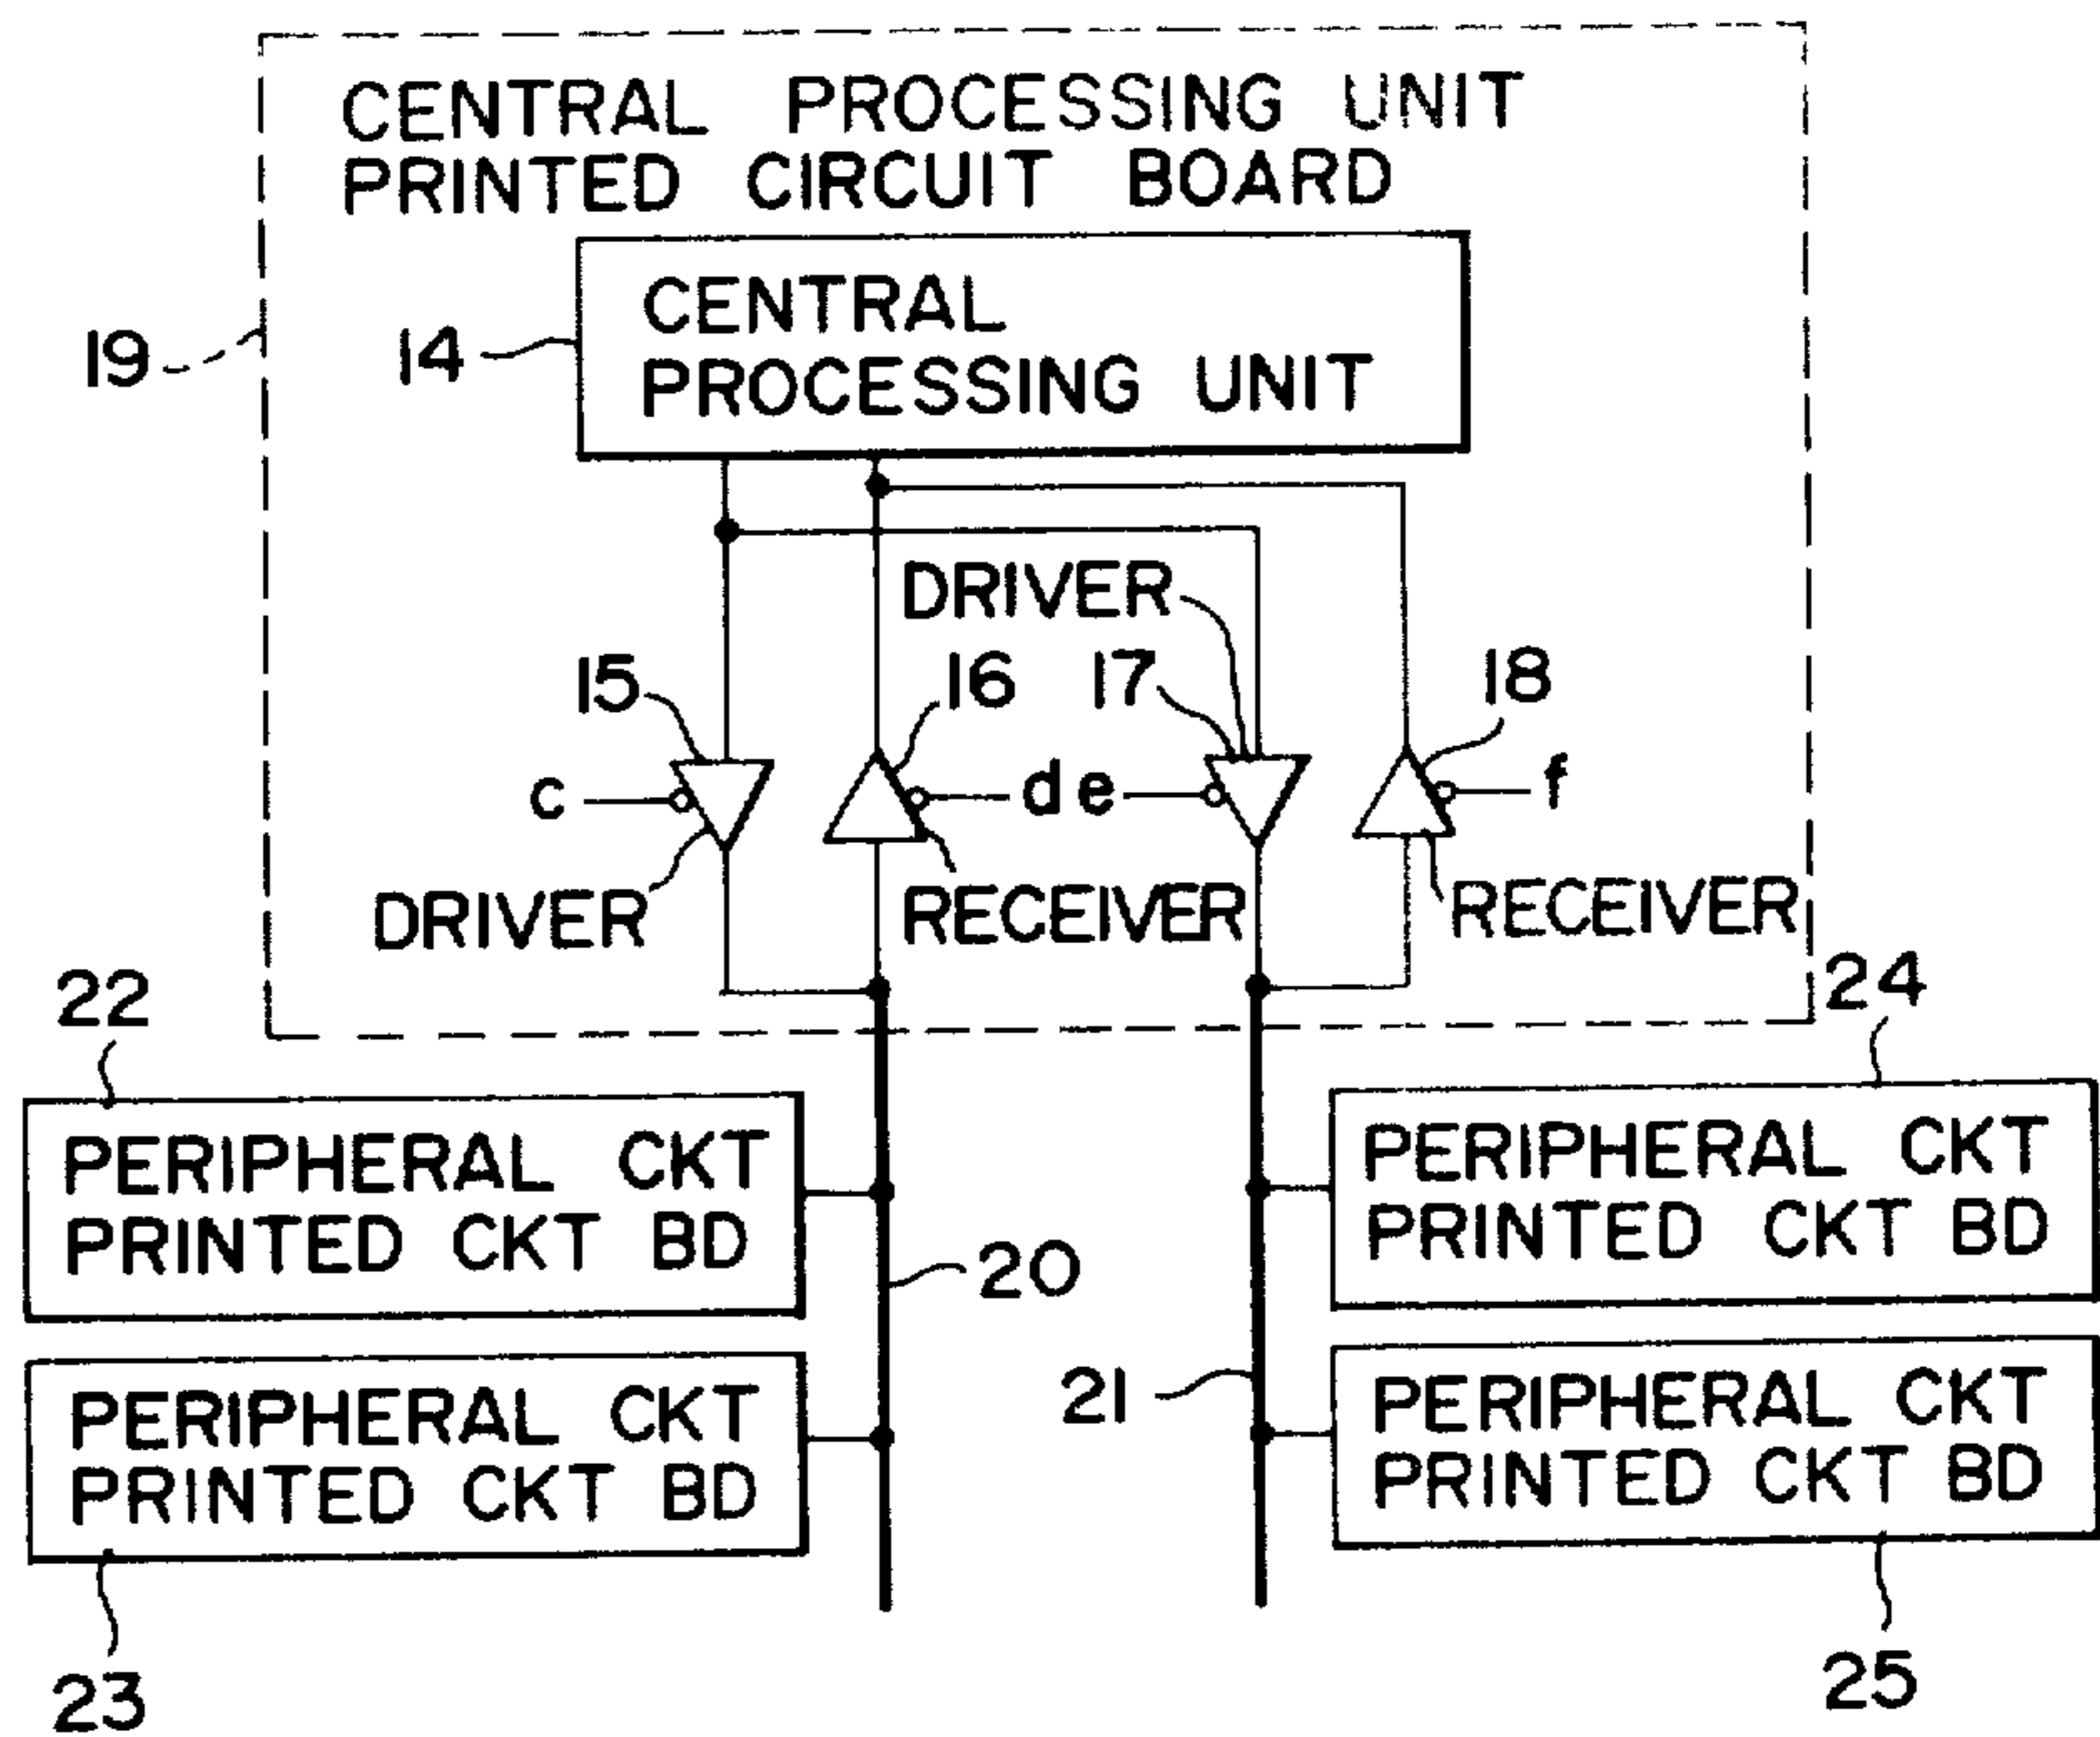 CENTRAL PROCESSING UNIT
PRINTED CIRCUIT BOARD
CENTRAL
PROCESSING UNIT
19
14
DRIVER
15
16
17
18
c
d
e
f
DRIVER
RECEIVER
RECEIVER
22
24
PERIPHERAL CKT
PRINTED CKT BD
PERIPHERAL CKT
PRINTED CKT BD
20
21
PERIPHERAL CKT
PRINTED CKT BD
PERIPHERAL CKT
PRINTED CKT BD
23
25